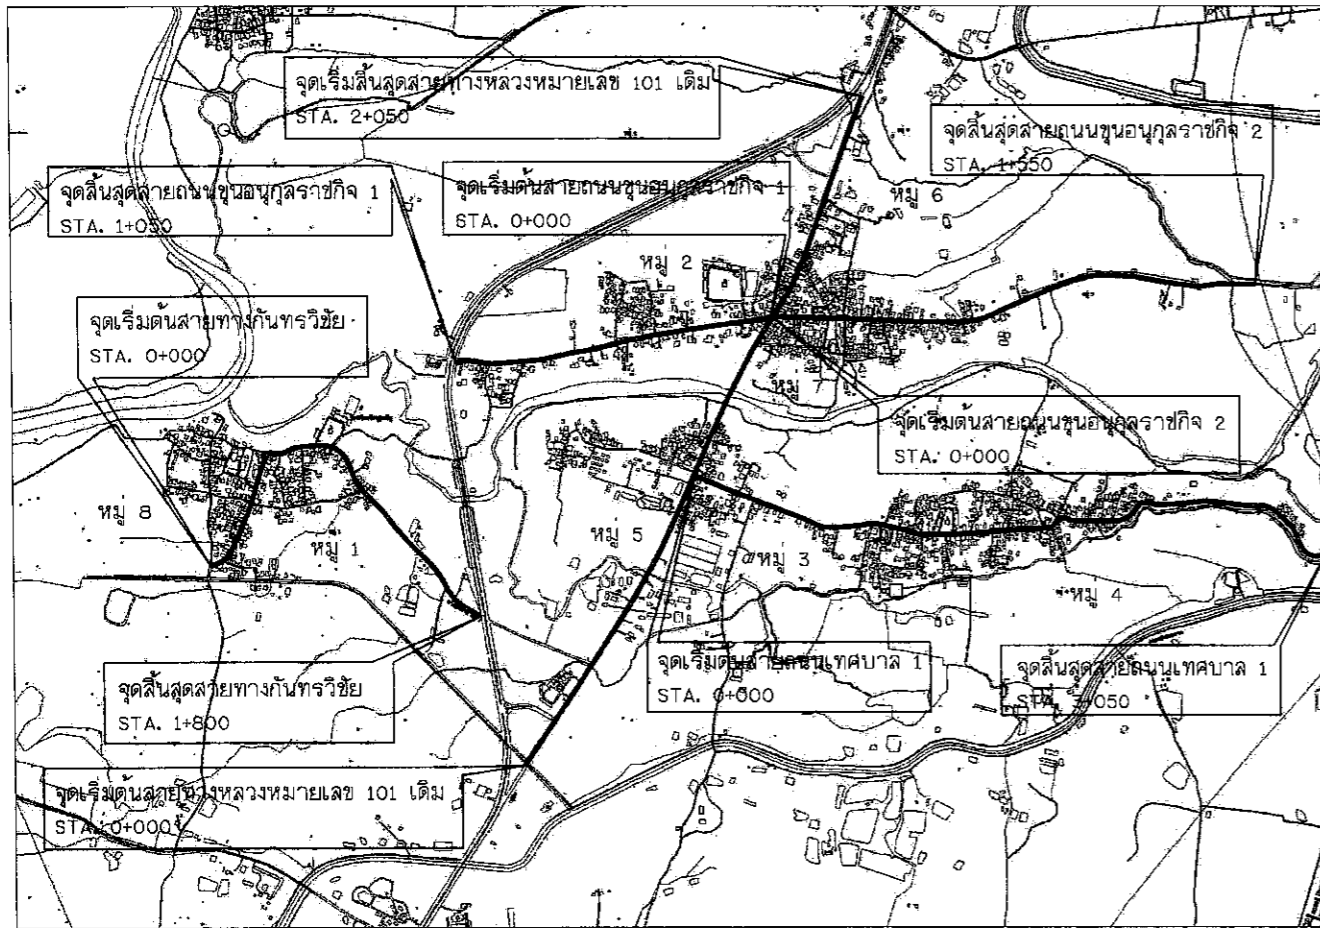 จุดเริ่มสิ้นสุดสายทางหลวงหมายเลข 101 เดิม
STA. 2+050
จุดสิ้นสุดสายถนนขุนอนุกูลราชกิจ 2
STA. 1+550
จุดสิ้นสุดสายถนนขุนอนุกูลราชกิจ 1
STA. 1+050
จุดเริ่มต้นสายถนนขุนอนุกูลราชกิจ 1
STA. 0+000
หมู่ 6
หมู่ 2
จุดเริ่มต้นสายทางกันทรวิชัย
STA. 0+000
หมู่ 7
จุดเริ่มต้นสายถนนขุนอนุกูลราชกิจ 2
STA. 0+000
หมู่ 8
หมู่ 1
หมู่ 5
หมู่ 3
หมู่ 4
จุดเริ่มต้นสายถนนเทศบาล 1
STA. 0+000
จุดสิ้นสุดสายถนนเทศบาล 1
จุดสิ้นสุดสายทางกันทรวิชัย
STA. 1+800
จุดเริ่มต้นสายทางหลวงหมายเลข 101 เดิม
STA. 0+000